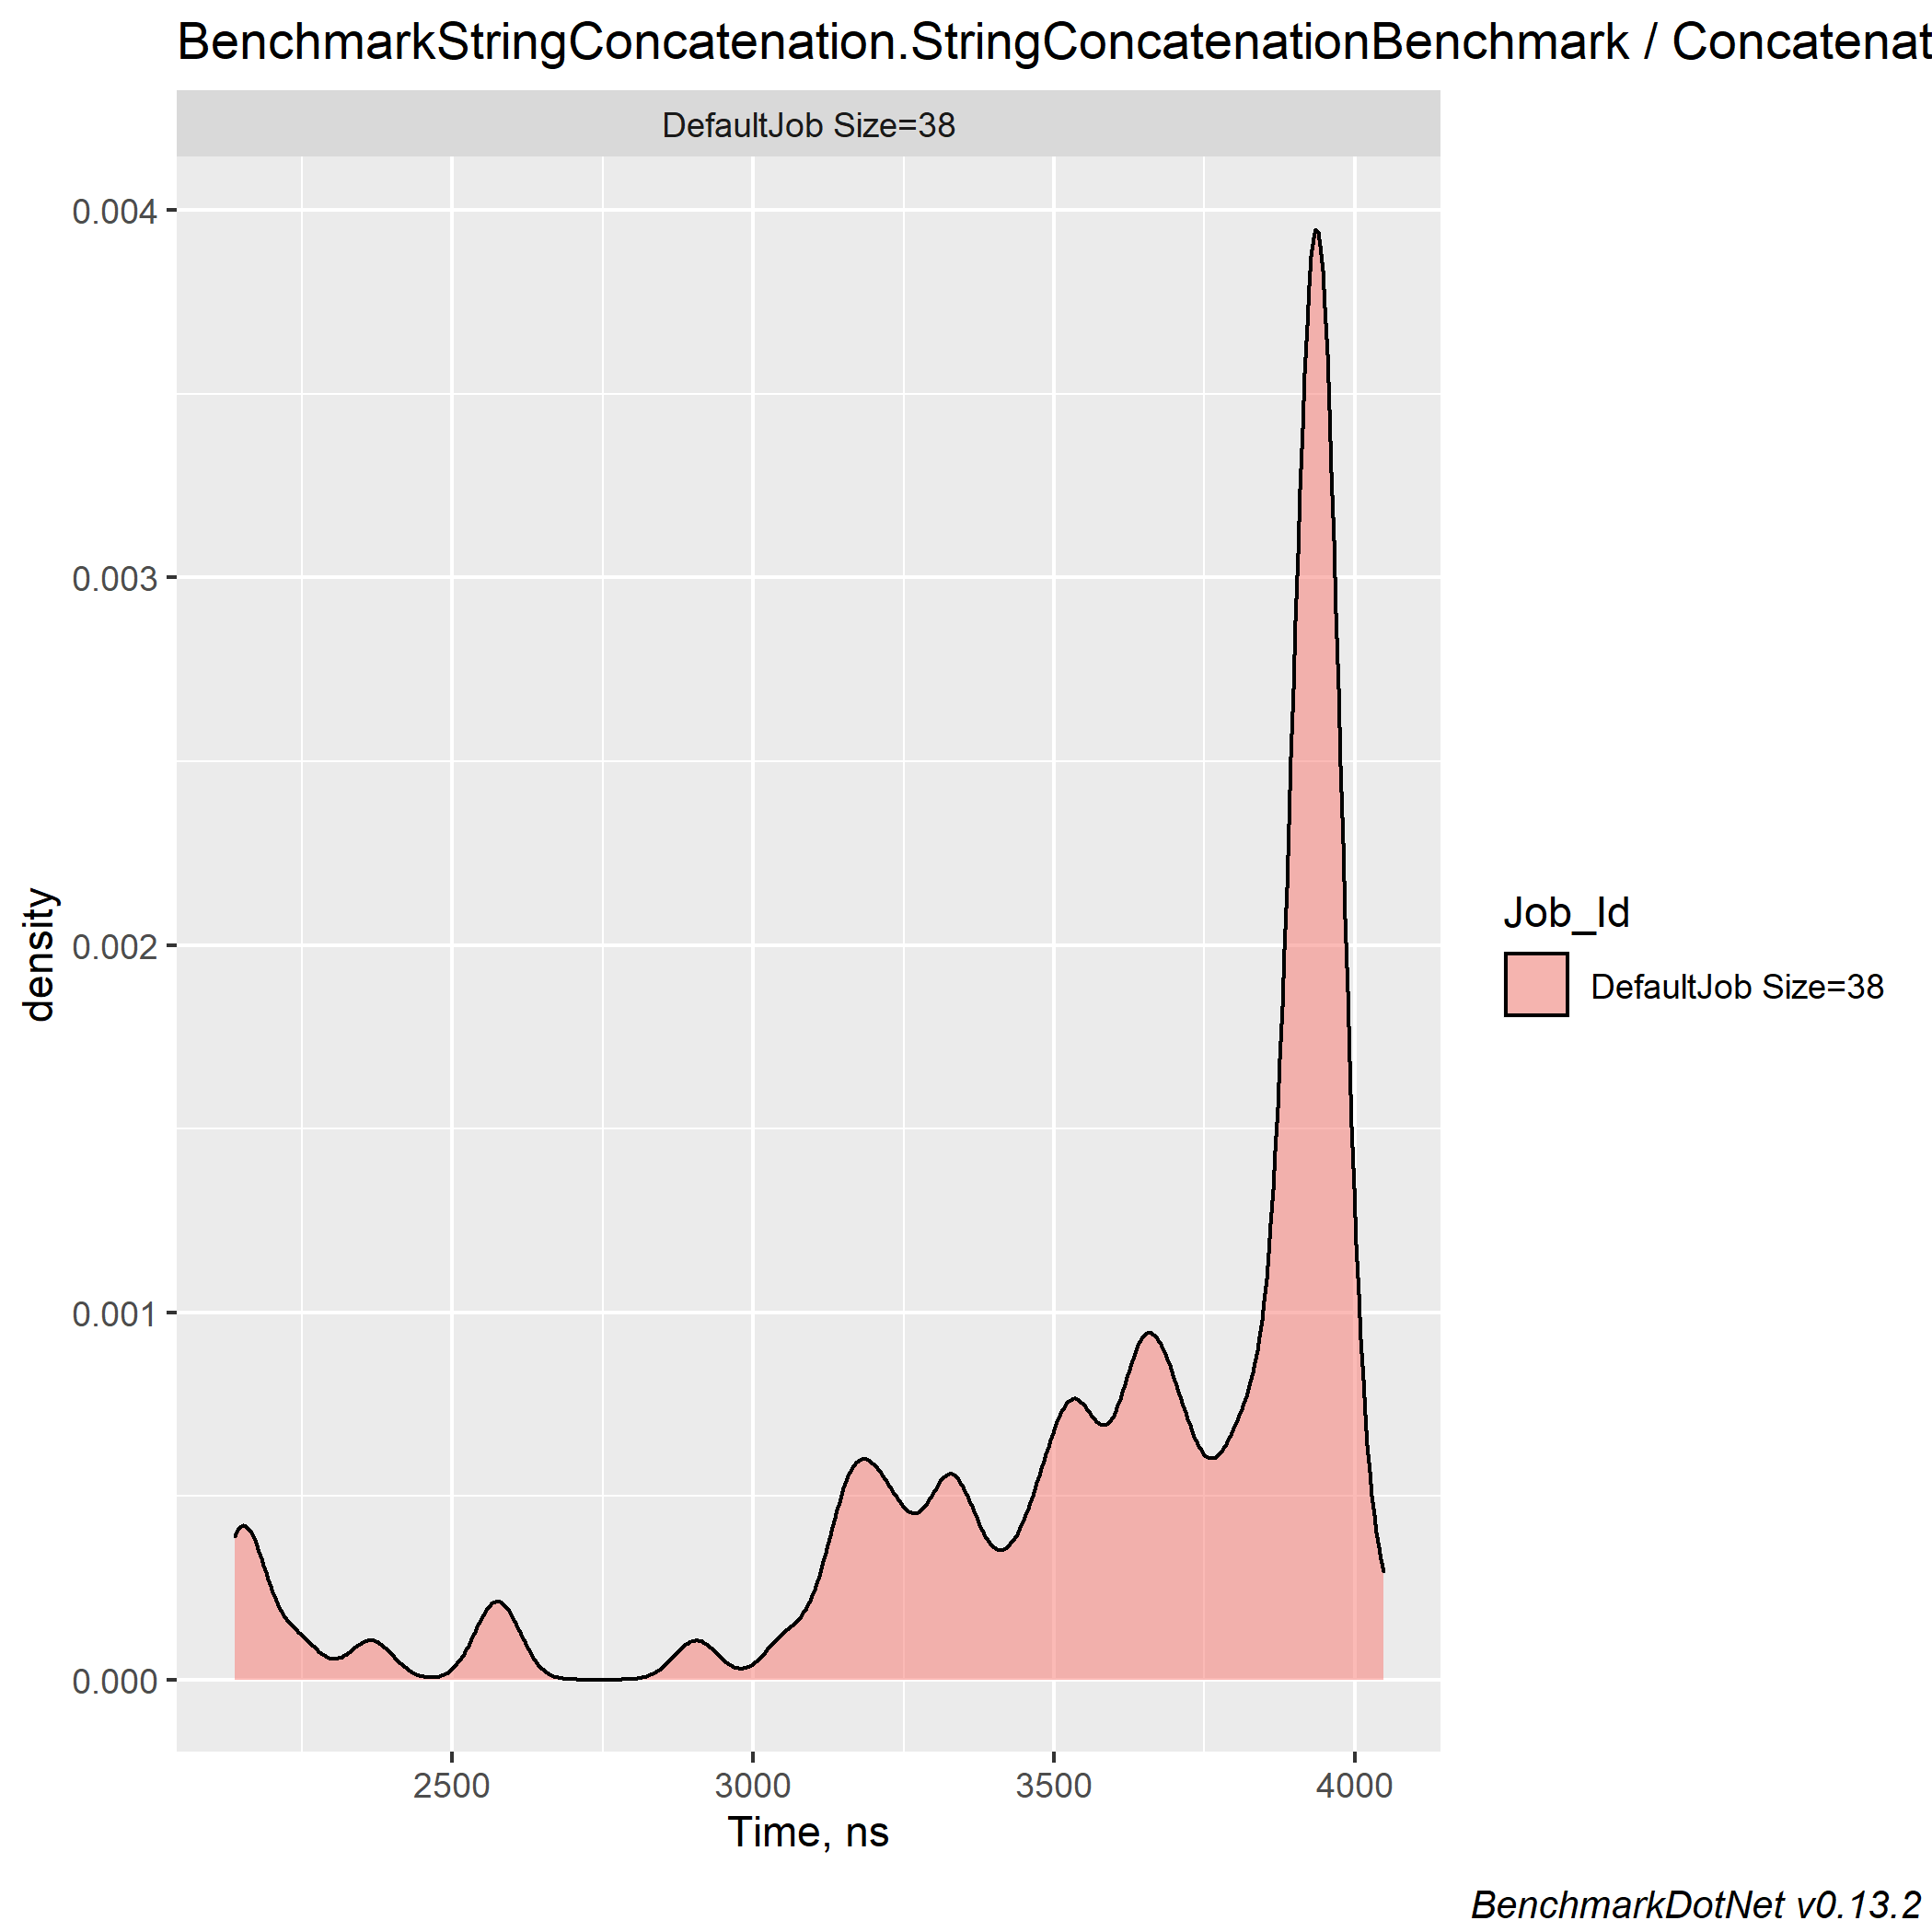 BenchmarkStringConcatenation.StringConcatenationBenchmark / Concatenat
DefaultJob Size=38
0.004
0.003
0.002
0.001
0.000
density
2500 3000 3500 4000
Time, ns
Job_Id
DefaultJob Size=38
BenchmarkDotNet v0.13.2